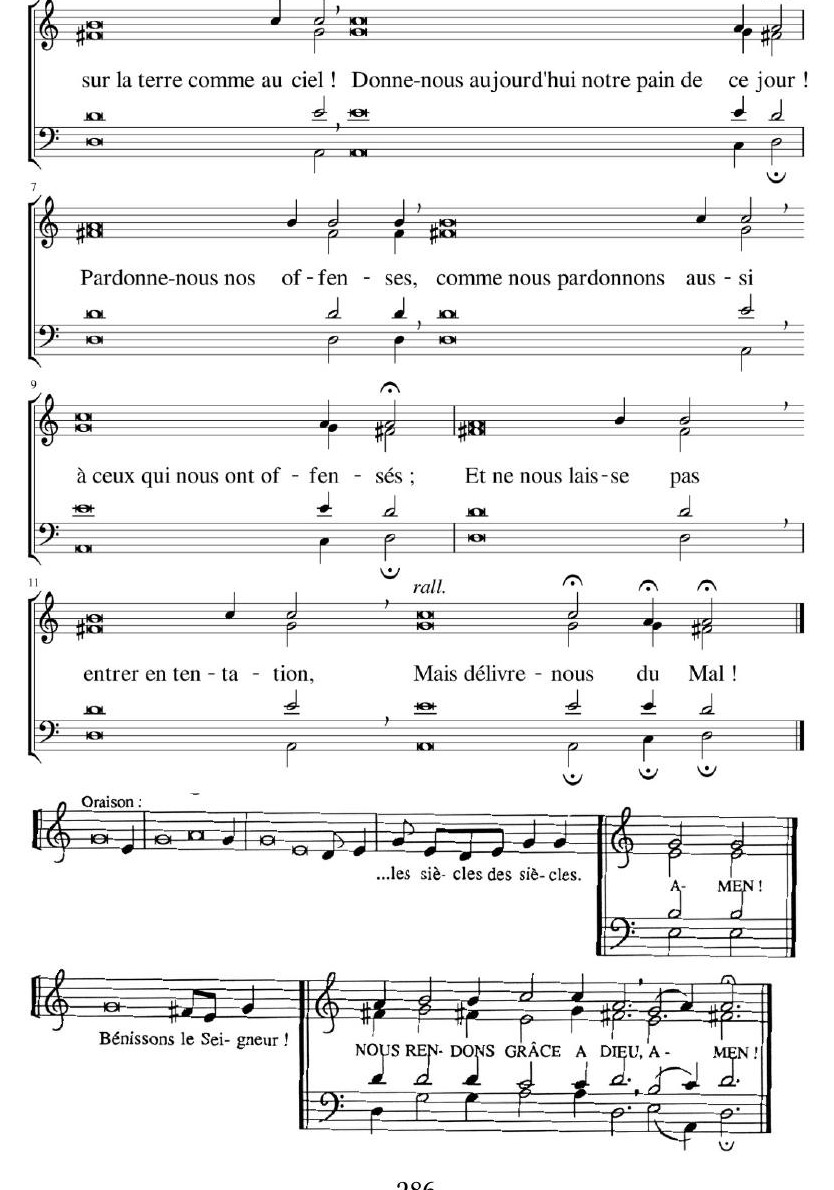 sur la terre comme au ciel ! Donne-nous aujourd'hui notre pain de ce jour !
7
Pardonne-nous nos of - fen - ses, comme nous pardonnons aus - si
9
à ceux qui nous ont of - fen - sés ; Et ne nous lais - se pas
11
rall.
entrer en ten - ta - tion, Mais délivre - nous du Mal !
Oraison :
...les siè- cles des siè- cles.
A- MEN !
Bénissons le Sei- gneur !
NOUS REN- DONS GRÂCE A DIEU, A - MEN !
286